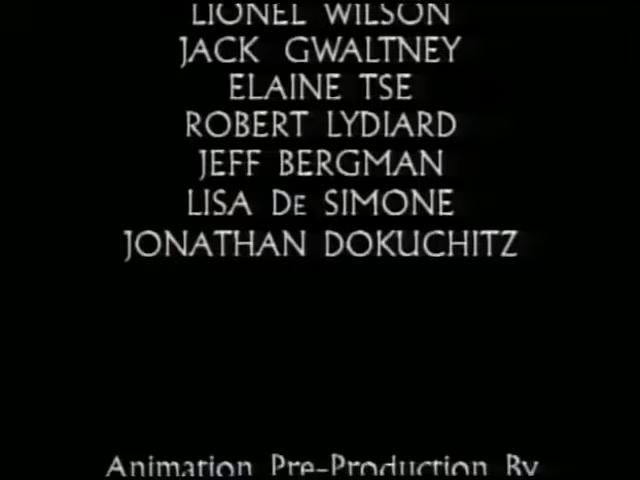 LIONEL WILSON
JACK GWALTNEY
ELAINE TSE
ROBERT LYDIARD
JEFF BERGMAN
LISA DE SIMONE
JONATHAN DOKUCHITZ
Animation Pre-Production By